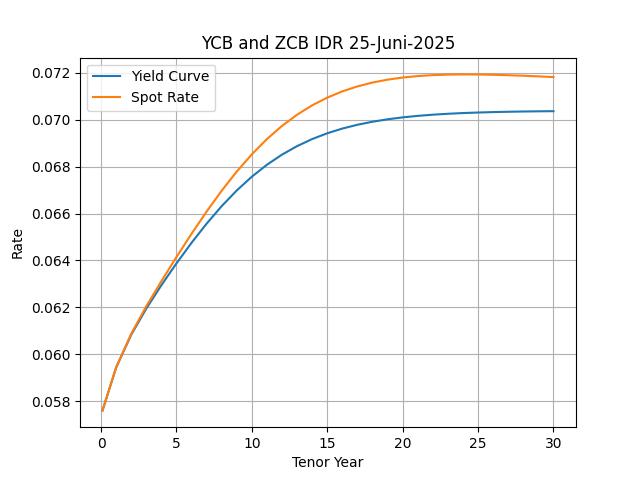 YCB and ZCB IDR 25-Juni-2025
Yield Curve
Spot Rate
0.072
0.070
0.068
0.066
0.064
0.062
0.060
0.058
Rate
0 5 10 15 20 25 30
Tenor Year